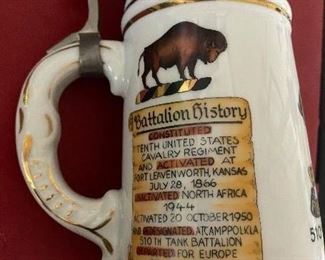 Battalion History
CONSTITUTED
TENTH UNITED STATES
CAVALRY REGIMENT
AND ACTIVATED AT
FORT LEAVENWORTH, KANSAS
JULY 28, 1866
INACTIVATED NORTH AFRICA
1944
ACTIVATED 20 OCTOBER 1950
AND REDESIGNATED AT CAMP POLK LA
510TH TANK BATTALION
DEPARTED FOR EUROPE
510